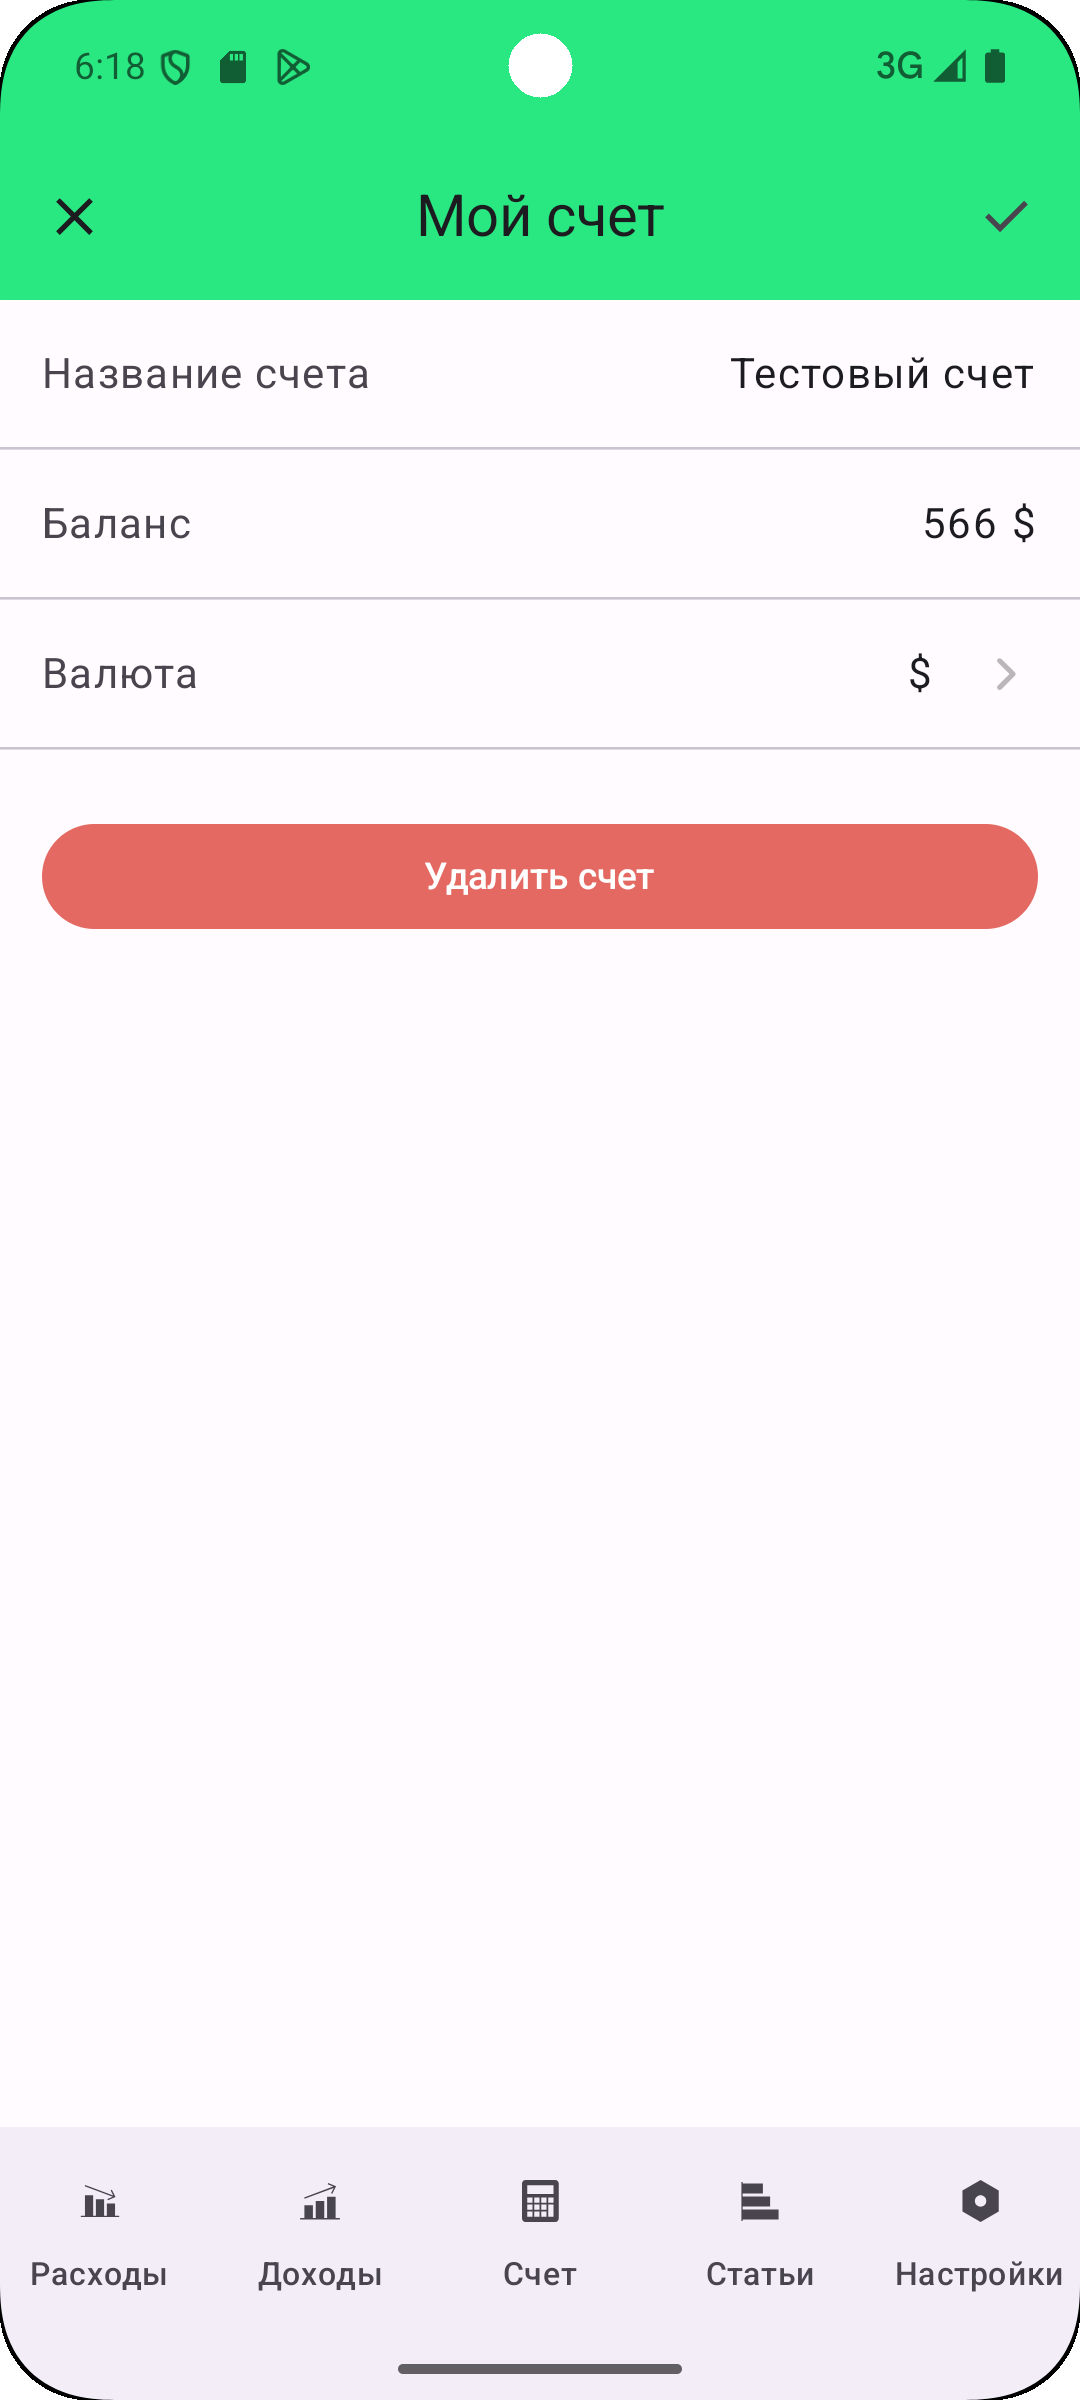 6:18
3G
Мой счет
Название счета
Тестовый счет
Баланс
566 $
Валюта
$
Удалить счет
Расходы
Доходы
Счет
Статьи
Настройки